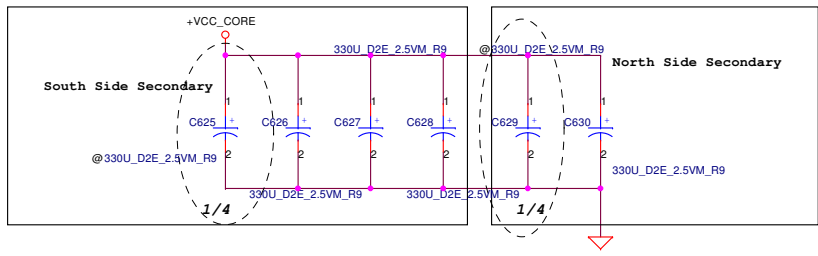 +VCC_CORE
330U_D2E_2.5VM_R9
@330U_D2E_2.5VM_R9
North Side Secondary
South Side Secondary
1
1
1
1
1
1
C625
+
C626
+
C627
+
C628
+
C629
+
C630
+
2
2
2
2
2
2
@330U_D2E_2.5VM_R9
330U_D2E_2.5VM_R9
330U_D2E_2.5VM_R9
330U_D2E_2.5VM_R9
1/4
1/4